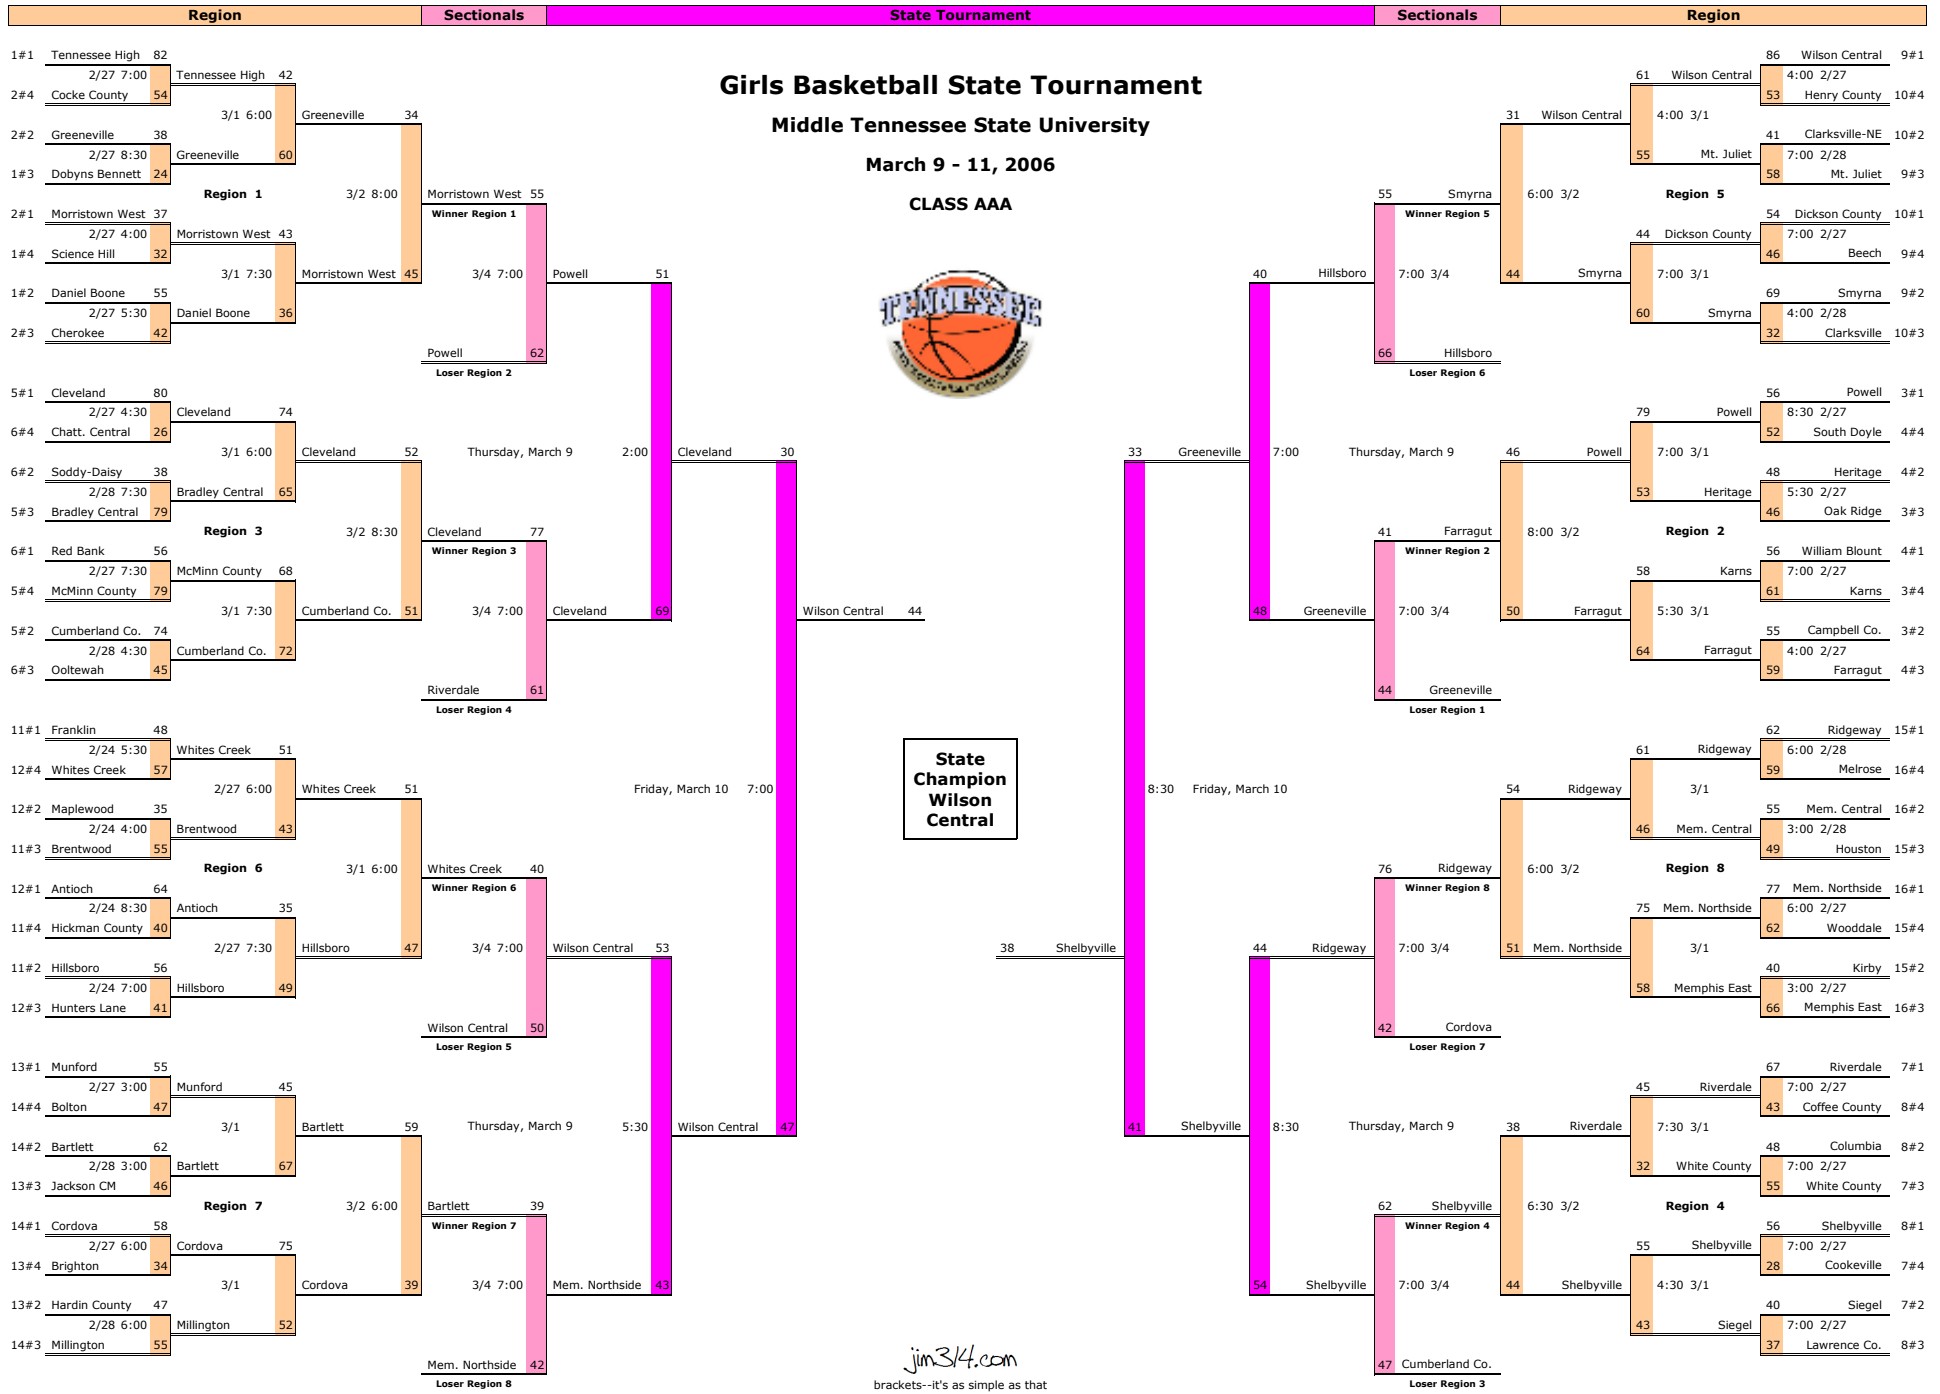 Region
Sectionals
State Tournament
Sectionals
Region
Girls Basketball State Tournament
Middle Tennessee State University
March 9 - 11, 2006
CLASS AAA
TENNESSEE
1#1 Tennessee High 82
2/27 7:00
2#4 Cocke County 54
2#2 Greeneville 38
2/27 8:30
1#3 Dobyns Bennett 24
Region 1
2#1 Morristown West 37
2/27 4:00
1#4 Science Hill 32
1#2 Daniel Boone 55
2/27 5:30
2#3 Cherokee 42
Tennessee High 42
3/1 6:00
Greeneville 60
Morristown West 43
3/1 7:30
Daniel Boone 36
Greeneville 34
3/2 8:00
Morristown West 45
Morristown West 55
Winner Region 1
3/4 7:00
Powell 62
Loser Region 2
5#1 Cleveland 80
2/27 4:30
6#4 Chatt. Central 26
6#2 Soddy-Daisy 38
2/28 7:30
5#3 Bradley Central 79
Region 3
6#1 Red Bank 56
2/27 7:30
5#4 McMinn County 79
5#2 Cumberland Co. 74
2/28 4:30
6#3 Ooltewah 45
Cleveland 74
3/1 6:00
Bradley Central 65
McMinn County 68
3/1 7:30
Cumberland Co. 72
Cleveland 52
3/2 8:30
Cumberland Co. 51
Cleveland 77
Winner Region 3
3/4 7:00
Riverdale 61
Loser Region 4
11#1 Franklin 48
2/24 5:30
12#4 Whites Creek 57
12#2 Maplewood 35
2/24 4:00
11#3 Brentwood 55
Region 6
12#1 Antioch 64
2/24 8:30
11#4 Hickman County 40
11#2 Hillsboro 56
2/24 7:00
12#3 Hunters Lane 41
Whites Creek 51
2/27 6:00
Brentwood 43
Antioch 35
2/27 7:30
Hillsboro 49
Whites Creek 51
3/1 6:00
Hillsboro 47
Whites Creek 40
Winner Region 6
3/4 7:00
Wilson Central 50
Loser Region 5
13#1 Munford 55
2/27 3:00
14#4 Bolton 47
14#2 Bartlett 62
2/28 3:00
13#3 Jackson CM 46
Region 7
14#1 Cordova 58
2/27 6:00
13#4 Brighton 34
13#2 Hardin County 47
2/28 6:00
14#3 Millington 55
Munford 45
3/1
Bartlett 67
Cordova 75
3/1
Millington 52
Bartlett 59
3/2 6:00
Cordova 39
Bartlett 39
Winner Region 7
3/4 7:00
Mem. Northside 42
Loser Region 8
Powell 51
Thursday, March 9 2:00
Cleveland 69
Wilson Central 53
Thursday, March 9 5:30
Mem. Northside 43
Cleveland 30
Friday, March 10 7:00
Wilson Central 47
Wilson Central 44
State
Champion
Wilson
Central
38 Shelbyville
33 Greeneville
8:30 Friday, March 10
41 Shelbyville
40 Hillsboro
7:00 Thursday, March 9
48 Greeneville
44 Ridgeway
8:30 Thursday, March 9
54 Shelbyville
55 Smyrna
Winner Region 5
7:00 3/4
66 Hillsboro
Loser Region 6
31 Wilson Central
6:00 3/2
44 Smyrna
61 Wilson Central
4:00 3/1
55 Mt. Juliet
44 Dickson County
7:00 3/1
60 Smyrna
86 Wilson Central 9#1
4:00 2/27
53 Henry County 10#4
41 Clarksville-NE 10#2
7:00 2/28
58 Mt. Juliet 9#3
Region 5
54 Dickson County 10#1
7:00 2/27
46 Beech 9#4
69 Smyrna 9#2
4:00 2/28
32 Clarksville 10#3
41 Farragut
Winner Region 2
7:00 3/4
44 Greeneville
Loser Region 1
46 Powell
8:00 3/2
50 Farragut
79 Powell
7:00 3/1
53 Heritage
58 Karns
5:30 3/1
64 Farragut
56 Powell 3#1
8:30 2/27
52 South Doyle 4#4
48 Heritage 4#2
5:30 2/27
46 Oak Ridge 3#3
Region 2
56 William Blount 4#1
7:00 2/27
61 Karns 3#4
55 Campbell Co. 3#2
4:00 2/27
59 Farragut 4#3
76 Ridgeway
Winner Region 8
7:00 3/4
42 Cordova
Loser Region 7
54 Ridgeway
6:00 3/2
51 Mem. Northside
61 Ridgeway
3/1
46 Mem. Central
75 Mem. Northside
3/1
58 Memphis East
62 Ridgeway 15#1
6:00 2/28
59 Melrose 16#4
55 Mem. Central 16#2
3:00 2/28
49 Houston 15#3
Region 8
77 Mem. Northside 16#1
6:00 2/27
62 Wooddale 15#4
40 Kirby 15#2
3:00 2/27
66 Memphis East 16#3
62 Shelbyville
Winner Region 4
7:00 3/4
47 Cumberland Co.
Loser Region 3
38 Riverdale
6:30 3/2
44 Shelbyville
45 Riverdale
7:30 3/1
32 White County
55 Shelbyville
4:30 3/1
43 Siegel
67 Riverdale 7#1
7:00 2/27
43 Coffee County 8#4
48 Columbia 8#2
7:00 2/27
55 White County 7#3
Region 4
56 Shelbyville 8#1
7:00 2/27
28 Cookeville 7#4
40 Siegel 7#2
7:00 2/27
37 Lawrence Co. 8#3
jim314.com
brackets--it's as simple as that